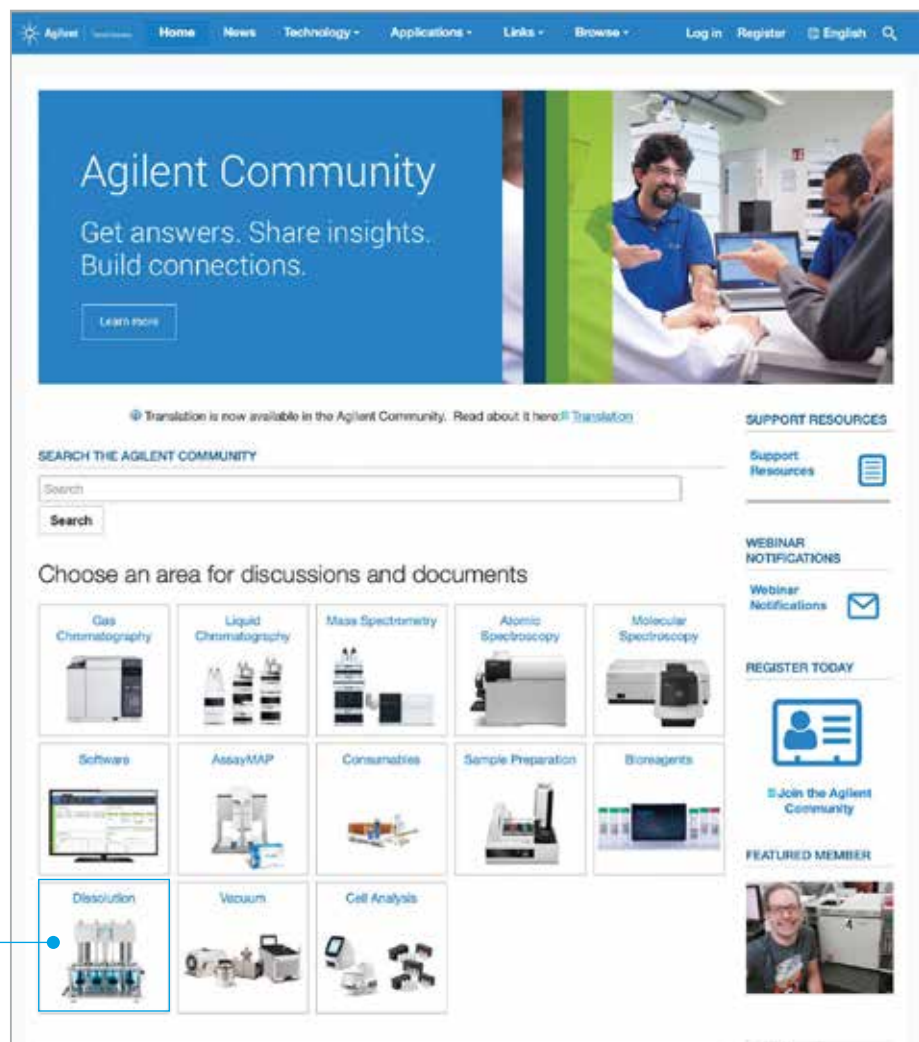 Agilent
Home News Technology Applications Links Browse Log in Register English
Agilent Community
Get answers. Share insights.
Build connections.
Learn more
Translation is now available in the Agilent Community. Read about it here: Translation
SEARCH THE AGILENT COMMUNITY
Search
Search
Choose an area for discussions and documents
Gas
Chromatography
Liquid
Chromatography
Mass Spectrometry
Atomic
Spectroscopy
Molecular
Spectroscopy
Software
AssayMAP
Consumables
Sample Preparation
Bioreagents
Dissolution
Vacuum
Cell Analysis
SUPPORT RESOURCES
Support
Resources
WEBINAR
NOTIFICATIONS
Webinar
Notifications
REGISTER TODAY
Join the Agilent
Community
FEATURED MEMBER